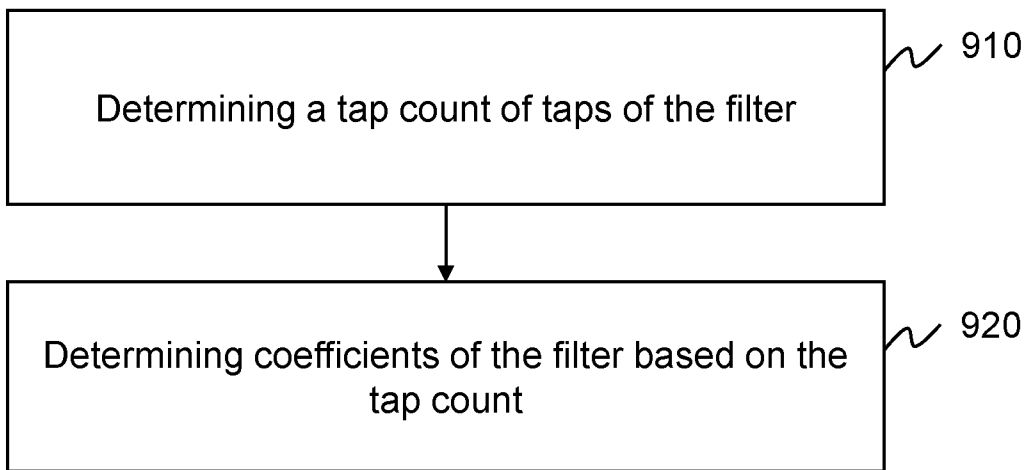 910
Determining a tap count of taps of the filter
920
Determining coefficients of the filter based on the
tap count